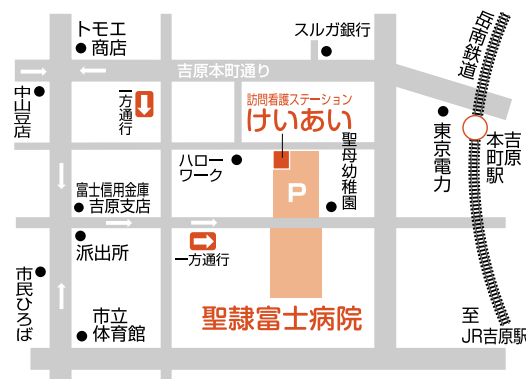 トモエ
商店
スルガ銀行
岳南鉄道
吉原本町通り
中山豆店
一方通行
訪問看護ステーション
けいあい
東京電力
吉原
本町駅
ハロー
ワーク
聖母幼稚園
P
富士信用金庫
吉原支店
派出所
一方通行
市民ひろば
市立
体育館
聖隷富士病院
至
JR吉原駅